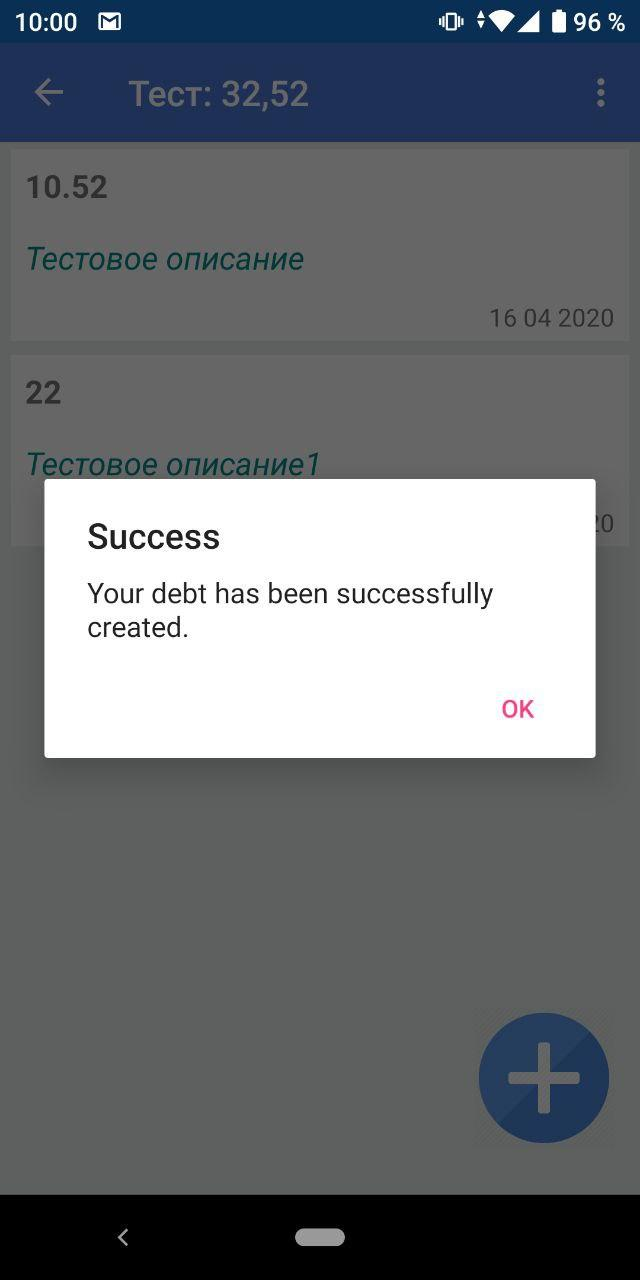 10:00 96 %
Тест: 32,52
10.52
Тестовое описание
16 04 2020
22
Тестовое описание1
20
Success
Your debt has been successfully
created.
OK